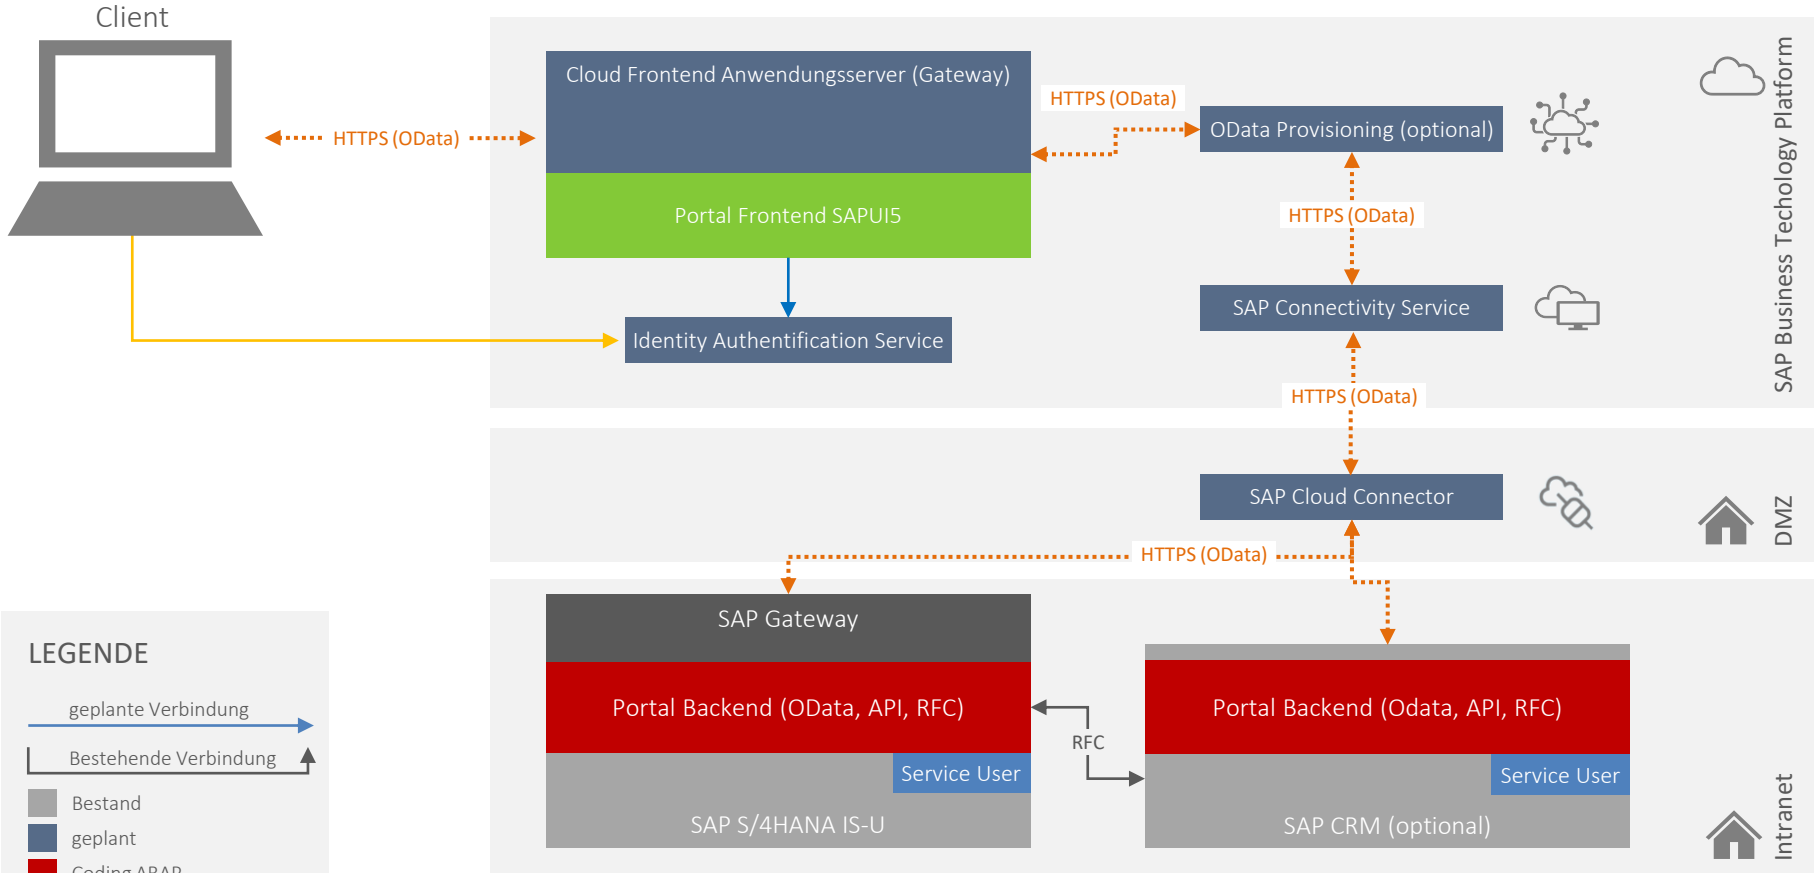 Client
Cloud Frontend Anwendungsserver (Gateway)
HTTPS (OData)
HTTPS (OData)
OData Provisioning (optional)
Portal Frontend SAPUI5
HTTPS (OData)
SAP Connectivity Service
Identity Authentification Service
SAP Business Techology Platform
HTTPS (OData)
SAP Cloud Connector
DMZ
HTTPS (OData)
SAP Gateway
Portal Backend (OData, API, RFC)
Service User
SAP S/4HANA IS-U
RFC
Portal Backend (Odata, API, RFC)
Service User
SAP CRM (optional)
Intranet
LEGENDE
geplante Verbindung
Bestehende Verbindung
Bestand
geplant
Coding ABAP